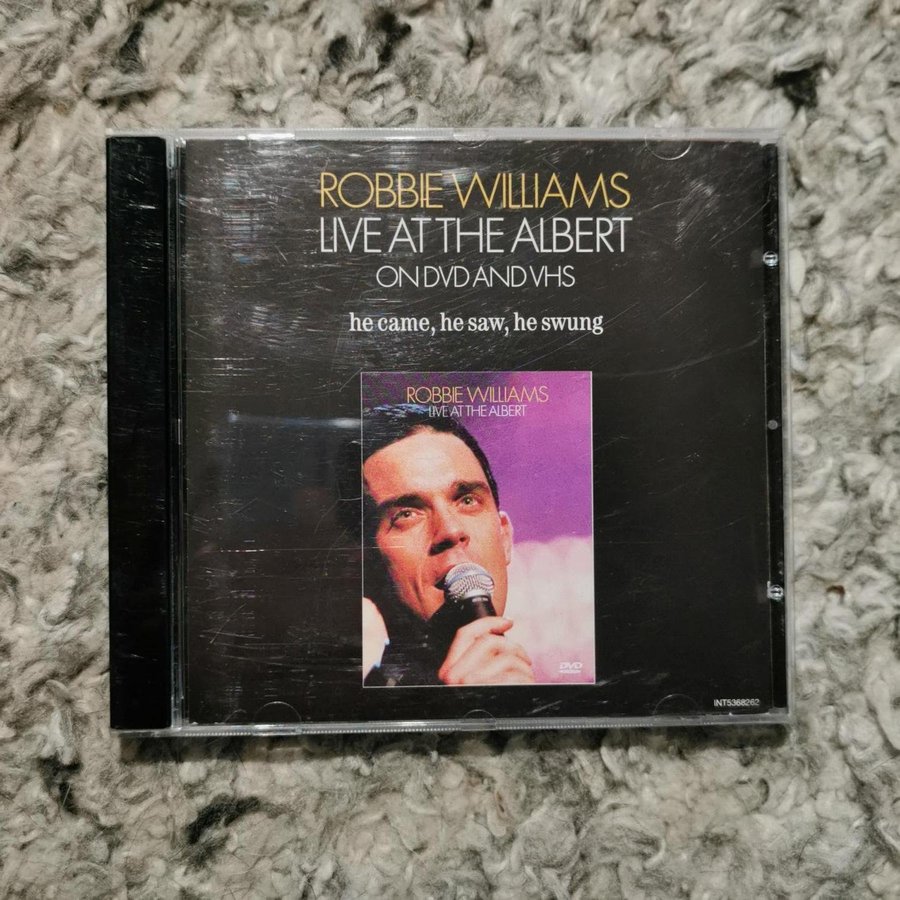 ROBBIE WILLIAMS
LIVE AT THE ALBERT
ON DVD AND VHS
he came, he saw, he swung
ROBBIE WILLIAMS
LIVE AT THE ALBERT
DVD
INT5368262